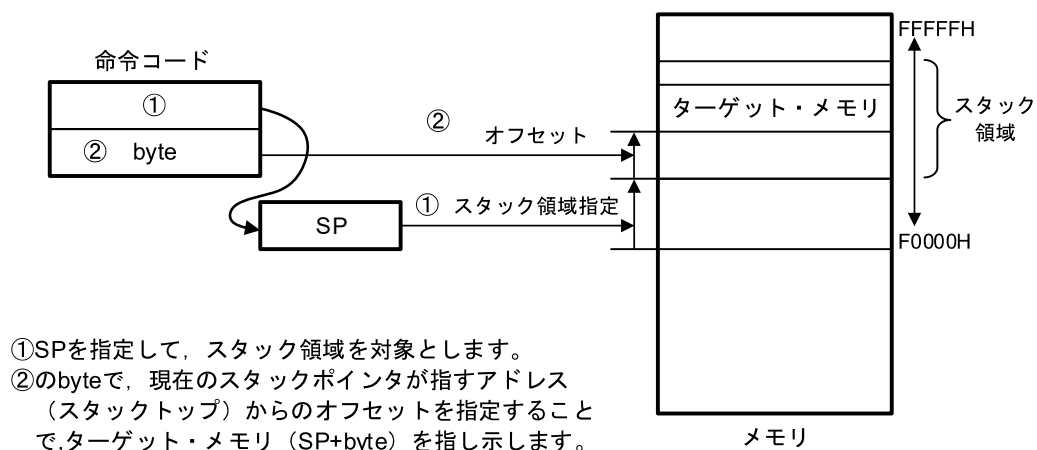 命令コード
①
② byte
②
オフセット
SP
① スタック領域指定
FFFFFH
ターゲット・メモリ
スタック
領域
F0000H
メモリ
①SPを指定して，スタック領域を対象とします。
②のbyteで，現在のスタックポインタが指すアドレス
（スタックトップ）からのオフセットを指定すること
で,ターゲット・メモリ（SP+byte）を指し示します。